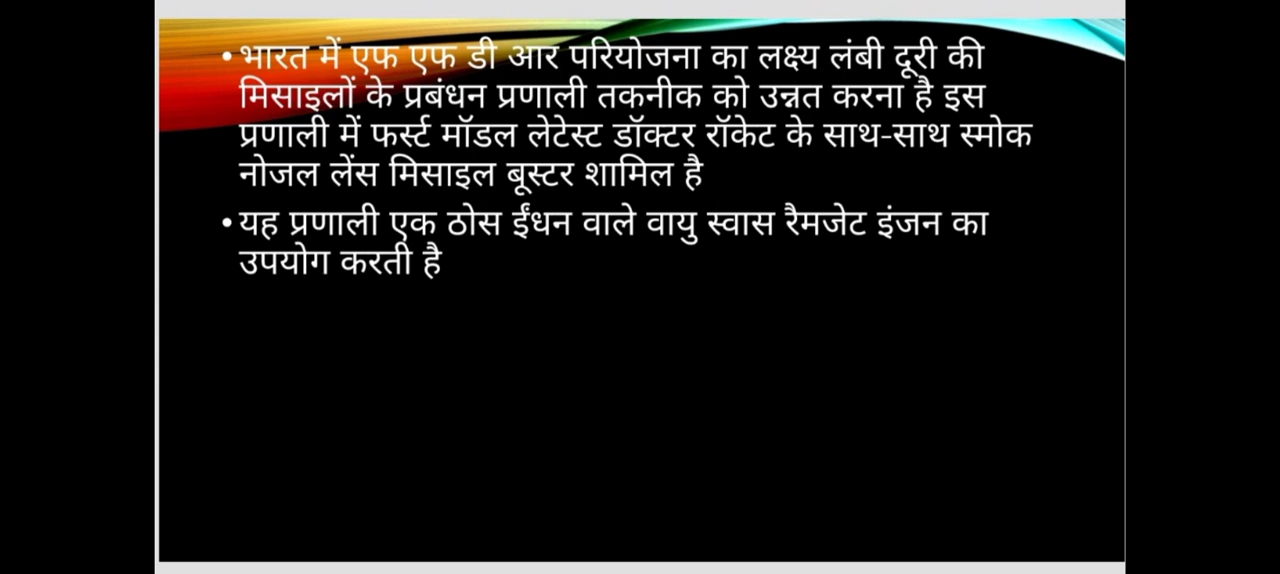 • भारत में एफ एफ डी आर परियोजना का लक्ष्य लंबी दूरी की
मिसाइलों के प्रबंधन प्रणाली तकनीक को उन्नत करना है इस
प्रणाली में फर्स्ट मॉडल लेटेस्ट डॉक्टर रॉकेट के साथ-साथ स्मोक
नोजल लेंस मिसाइल बूस्टर शामिल है
• यह प्रणाली एक ठोस ईंधन वाले वायु स्वास रैमजेट इंजन का
उपयोग करती है